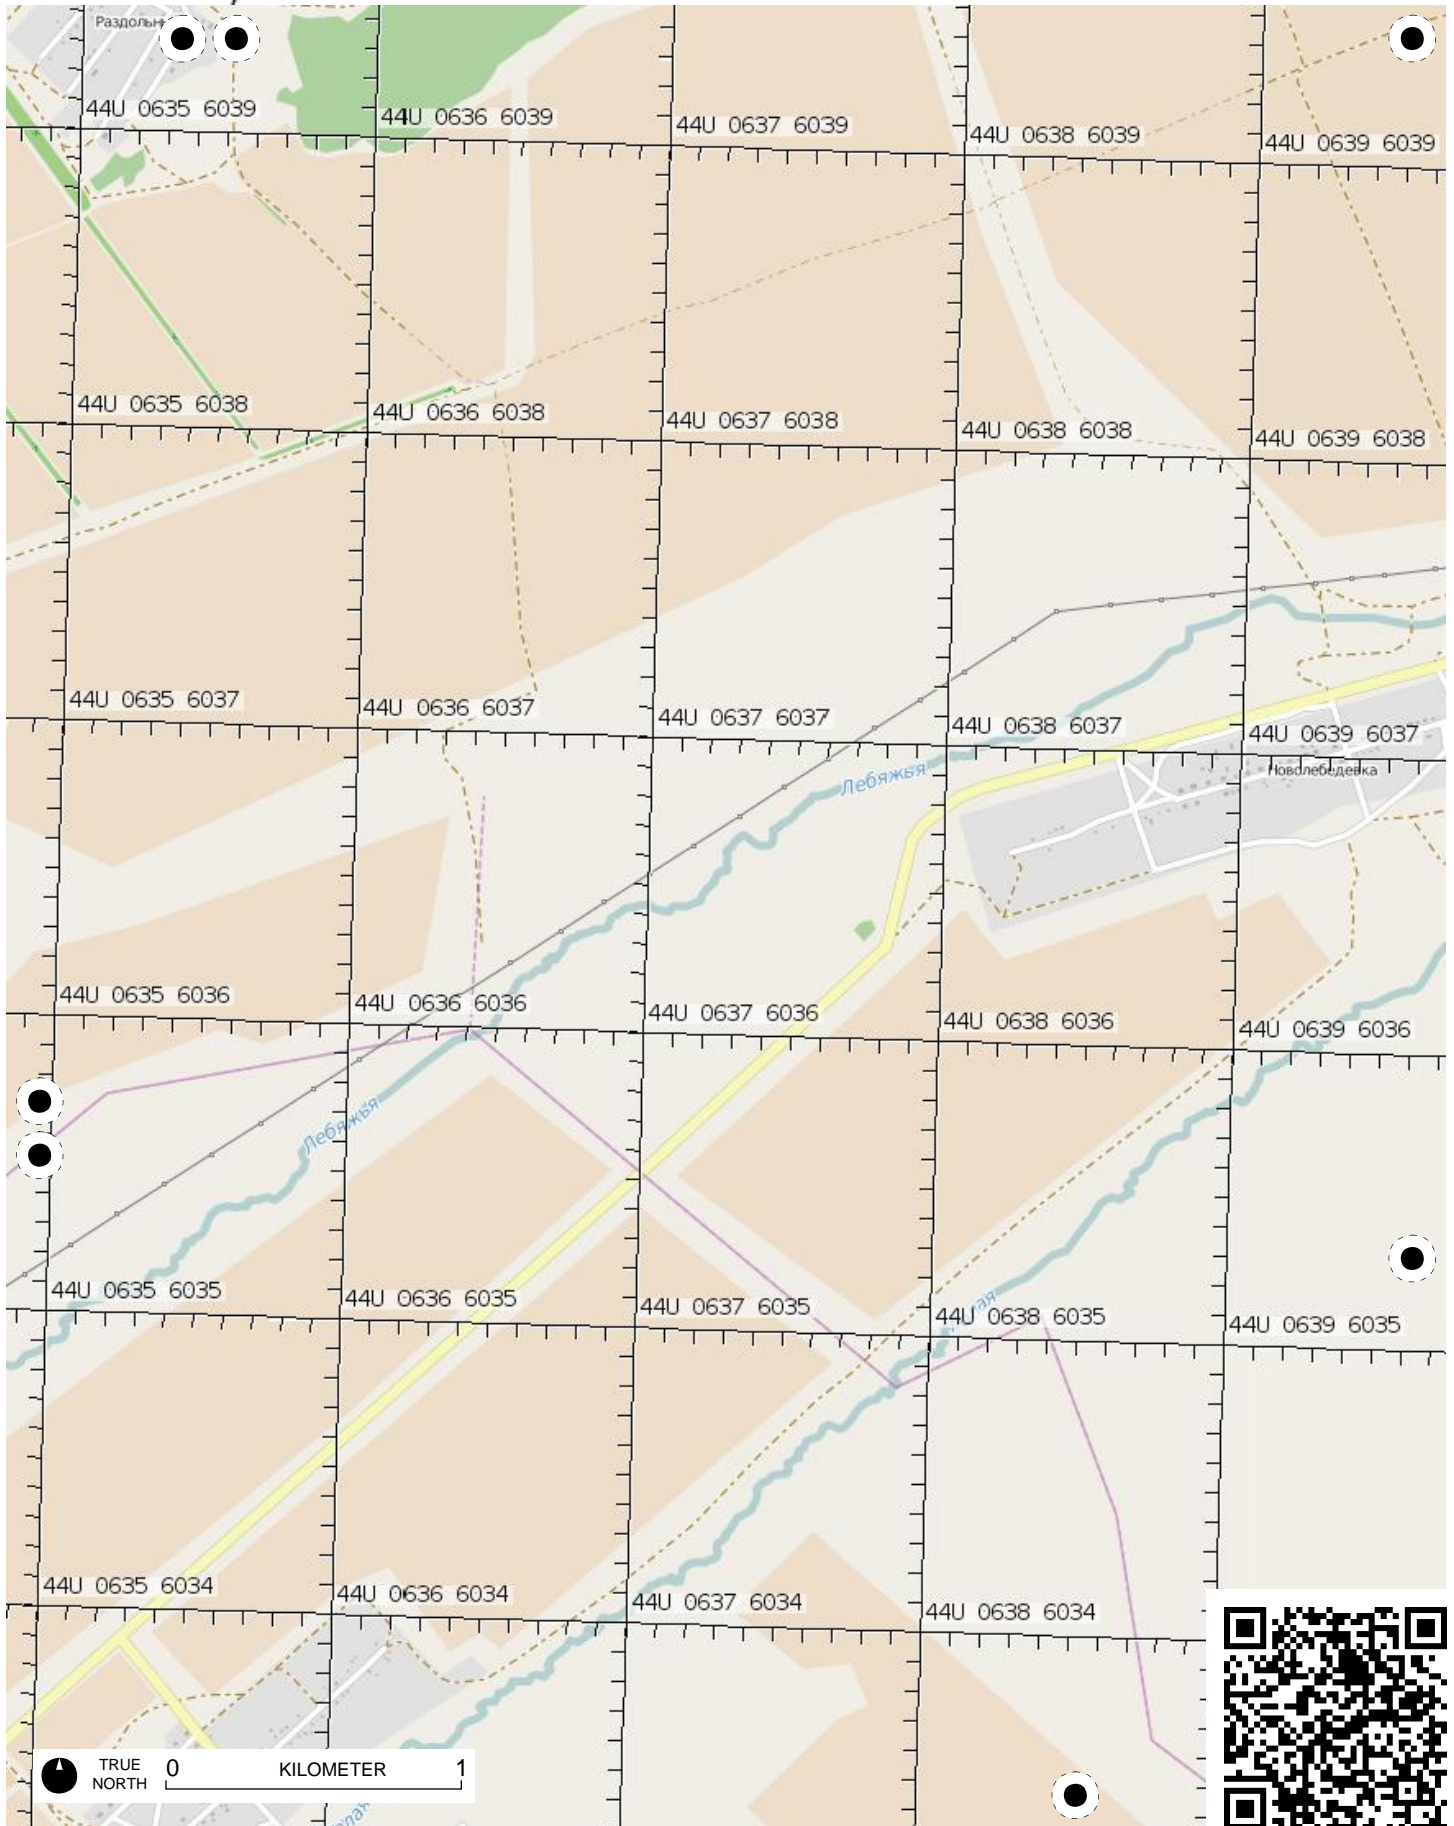 Раздольн
44U 0635 6039
44U 0636 6039
44U 0637 6039
44U 0638 6039
44U 0639 6039
44U 0635 6038
44U 0636 6038
44U 0637 6038
44U 0638 6038
44U 0639 6038
44U 0635 6037
44U 0636 6037
44U 0637 6037
44U 0638 6037
44U 0639 6037
Новолебедевка
Лебяжья
44U 0635 6036
44U 0636 6036
44U 0637 6036
44U 0638 6036
44U 0639 6036
Лебяжья
44U 0635 6035
44U 0636 6035
44U 0637 6035
44U 0638 6035
44U 0639 6035
44U 0635 6034
44U 0636 6034
44U 0637 6034
44U 0638 6034
TRUE NORTH
0 KILOMETER 1